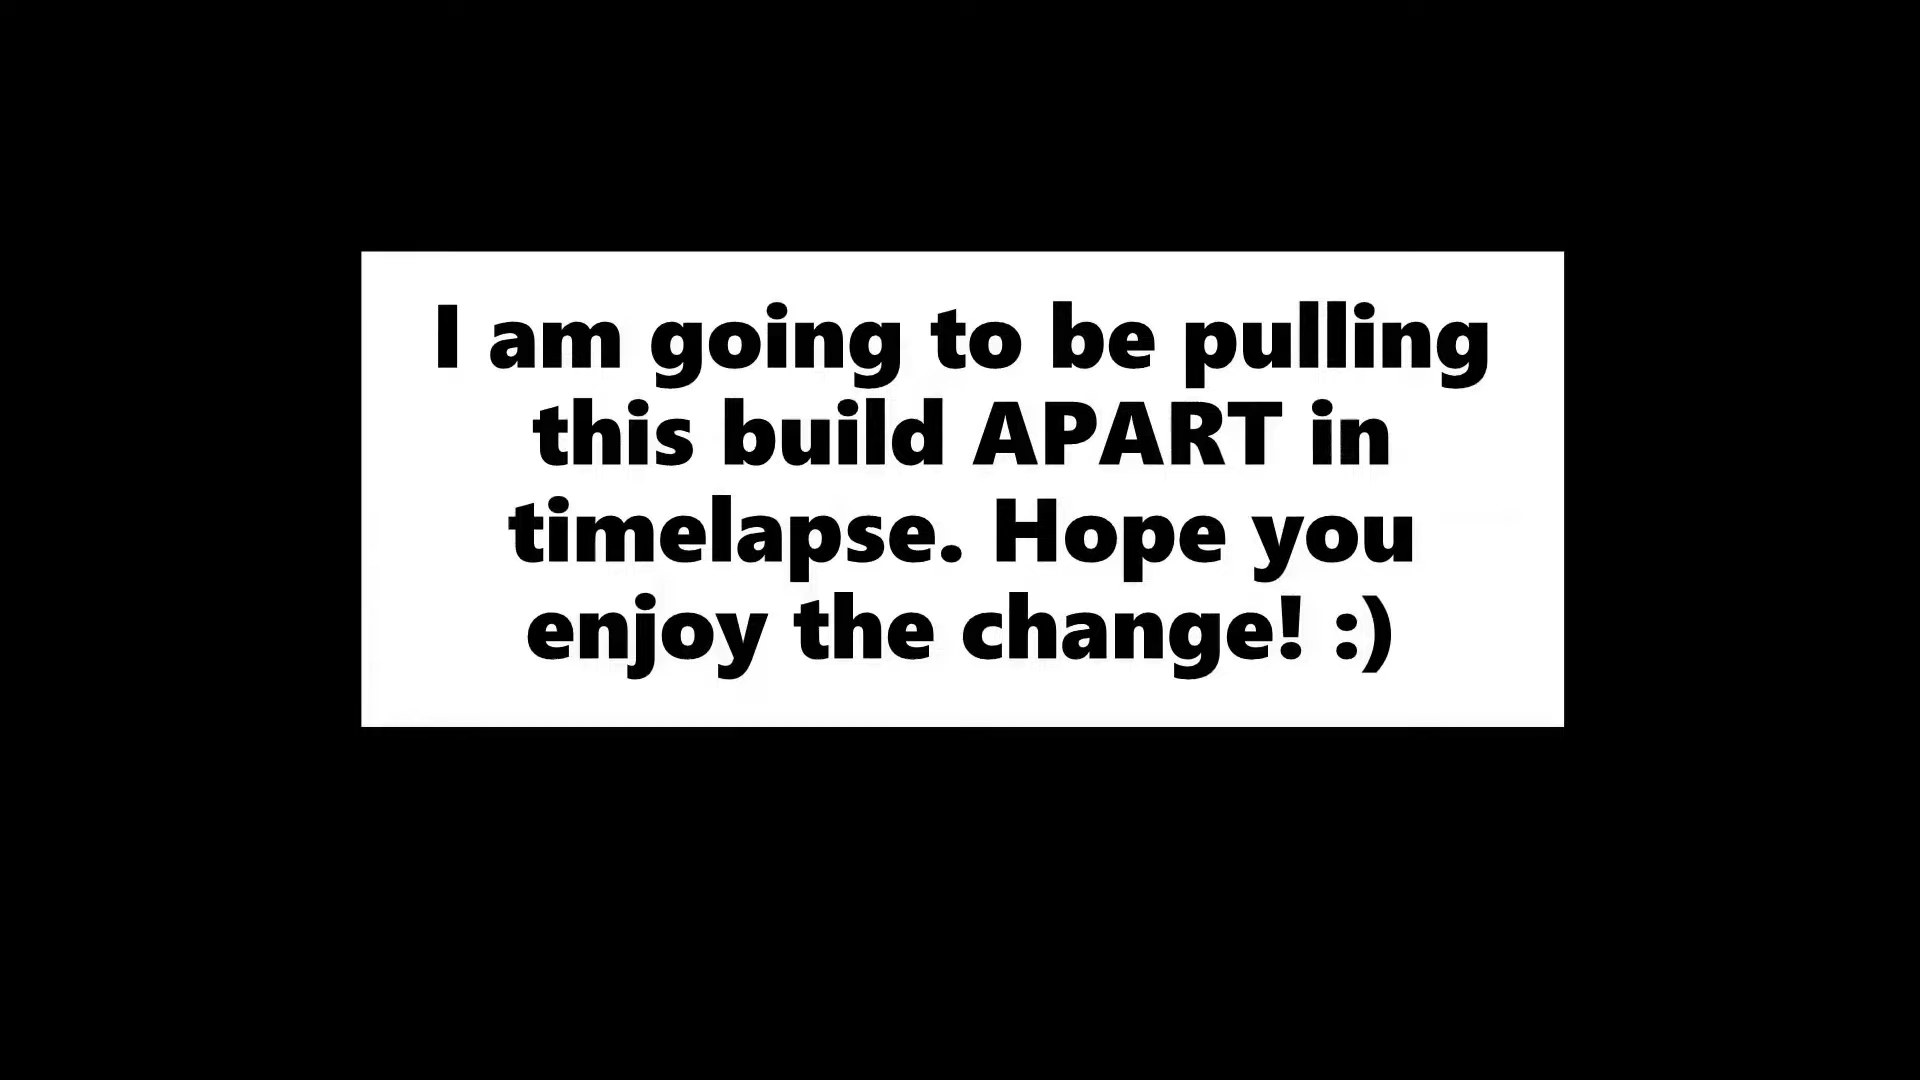 I am going to be pulling
this build APART in
timelapse. Hope you
enjoy the change! :)